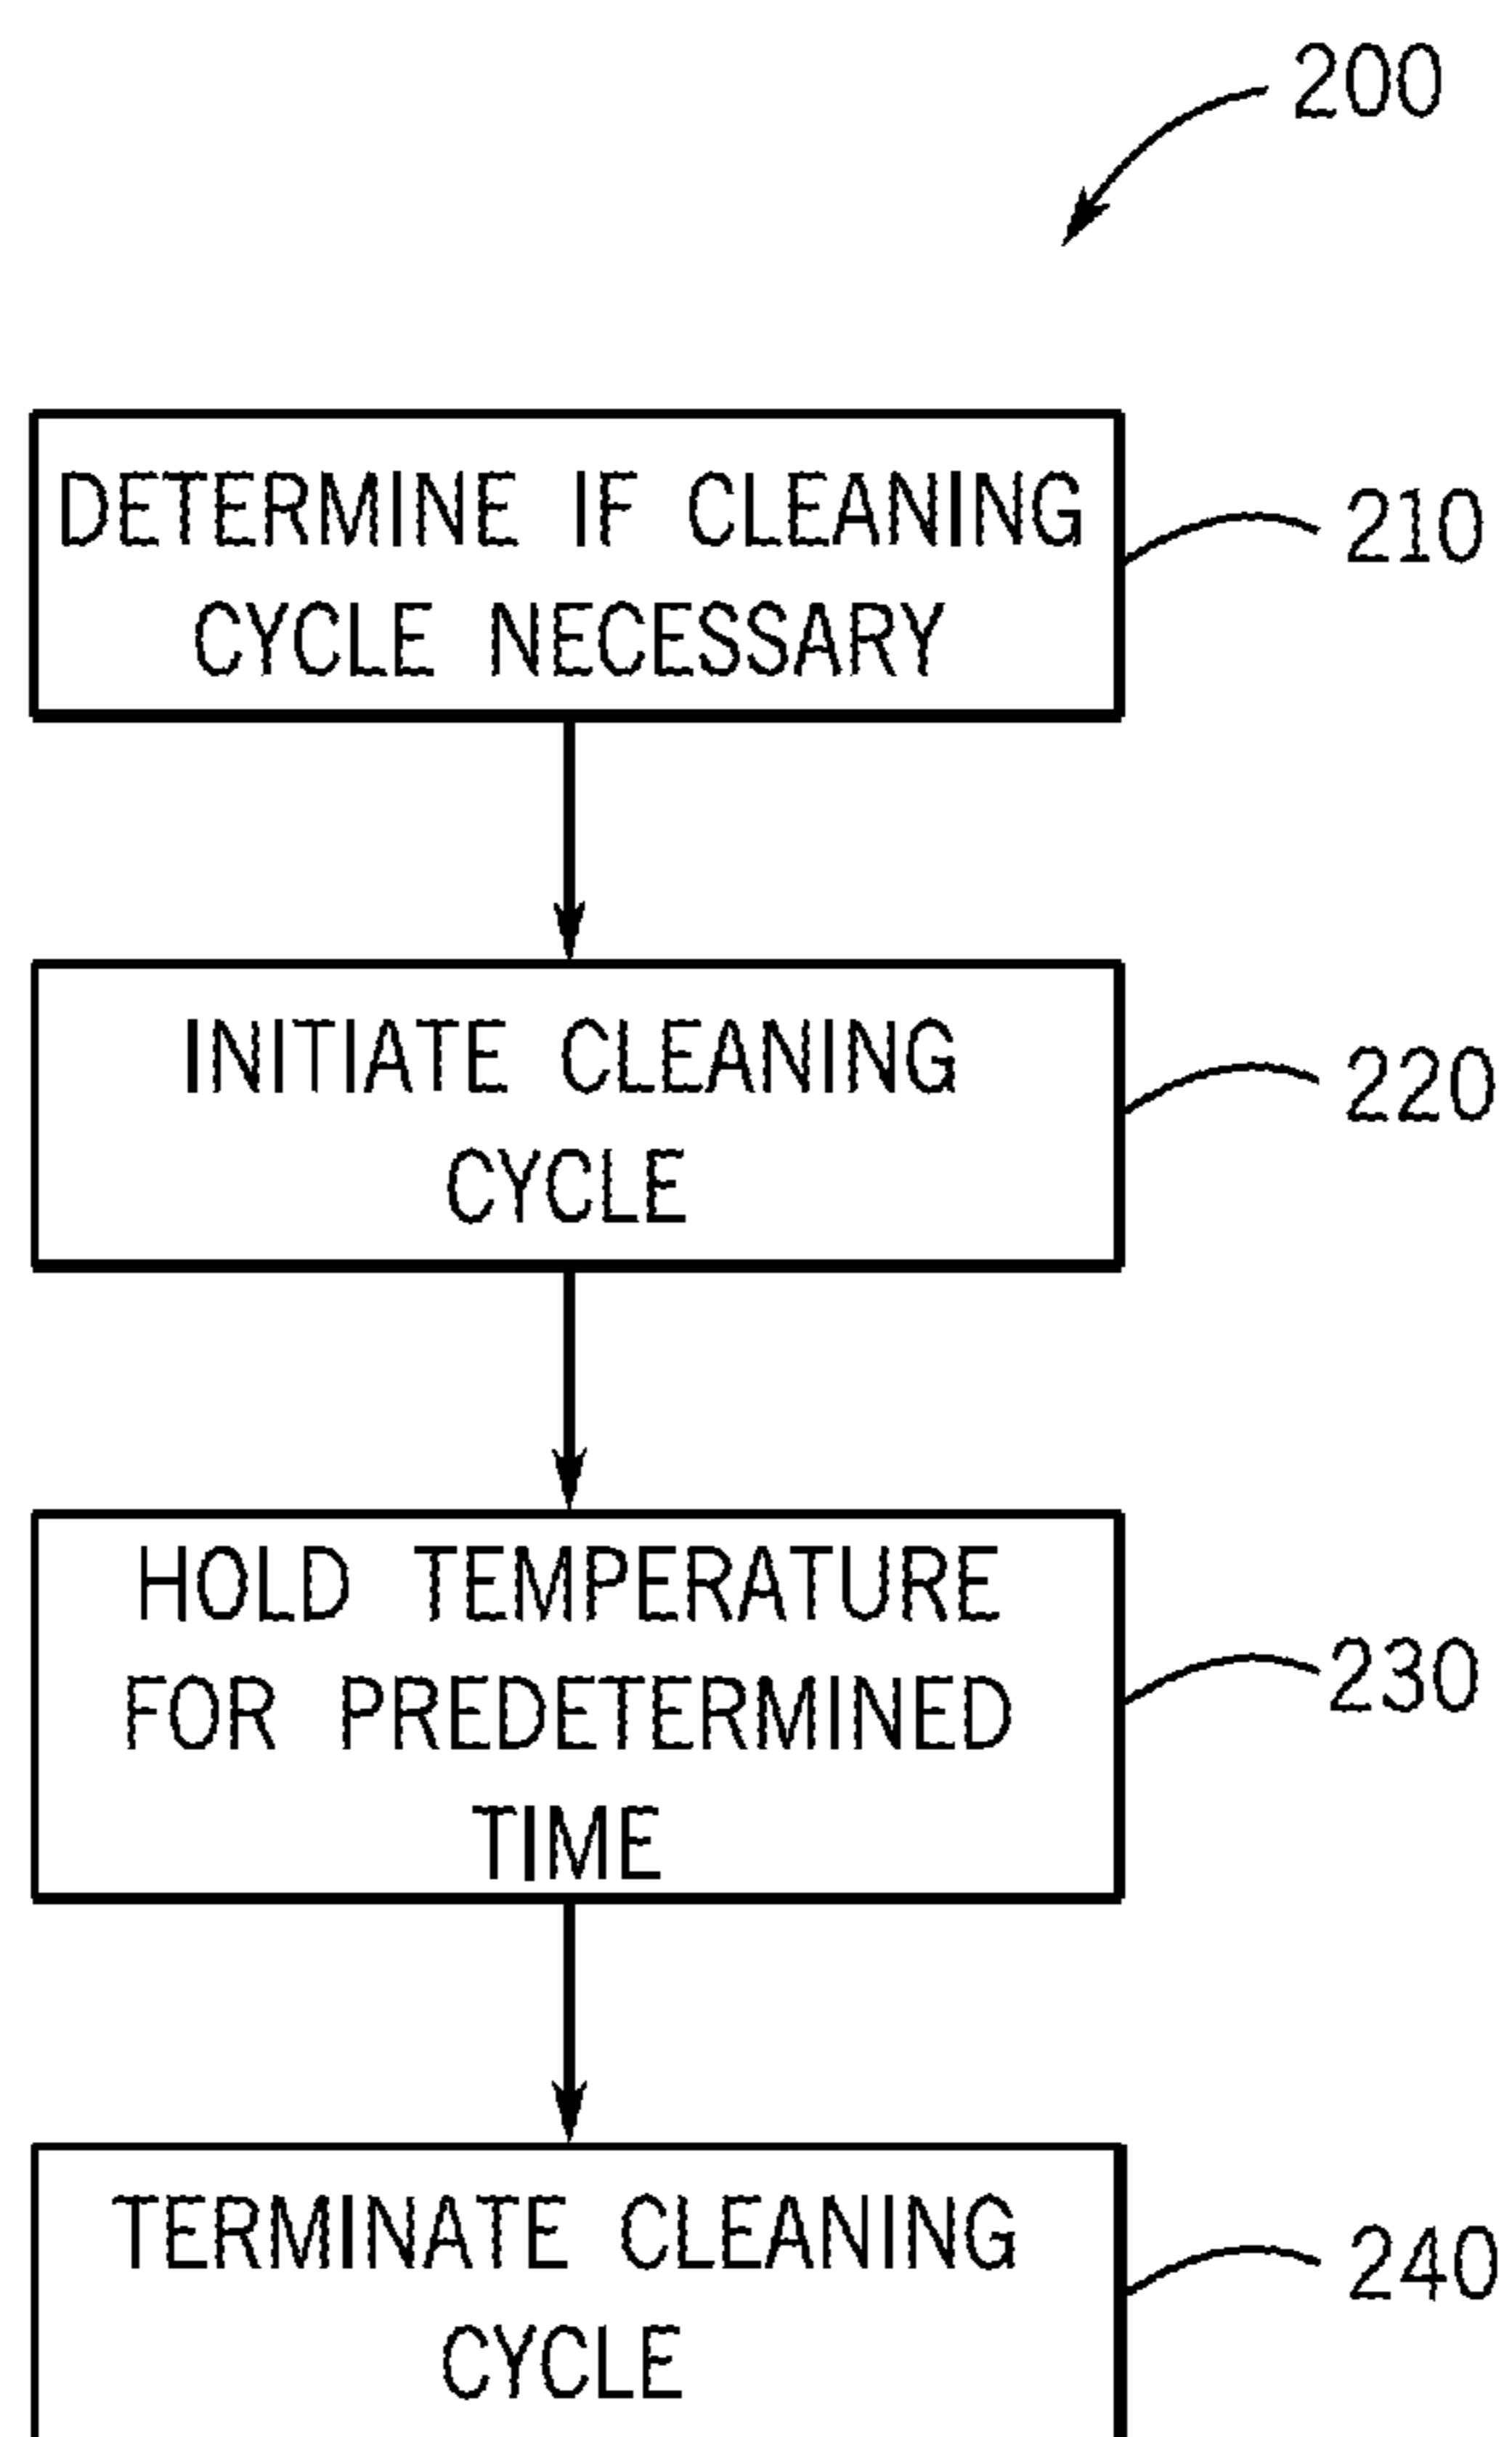 200
DETERMINE IF CLEANING
CYCLE NECESSARY
210
INITIATE CLEANING
CYCLE
220
HOLD TEMPERATURE
FOR PREDETERMINED
TIME
230
TERMINATE CLEANING
CYCLE
240